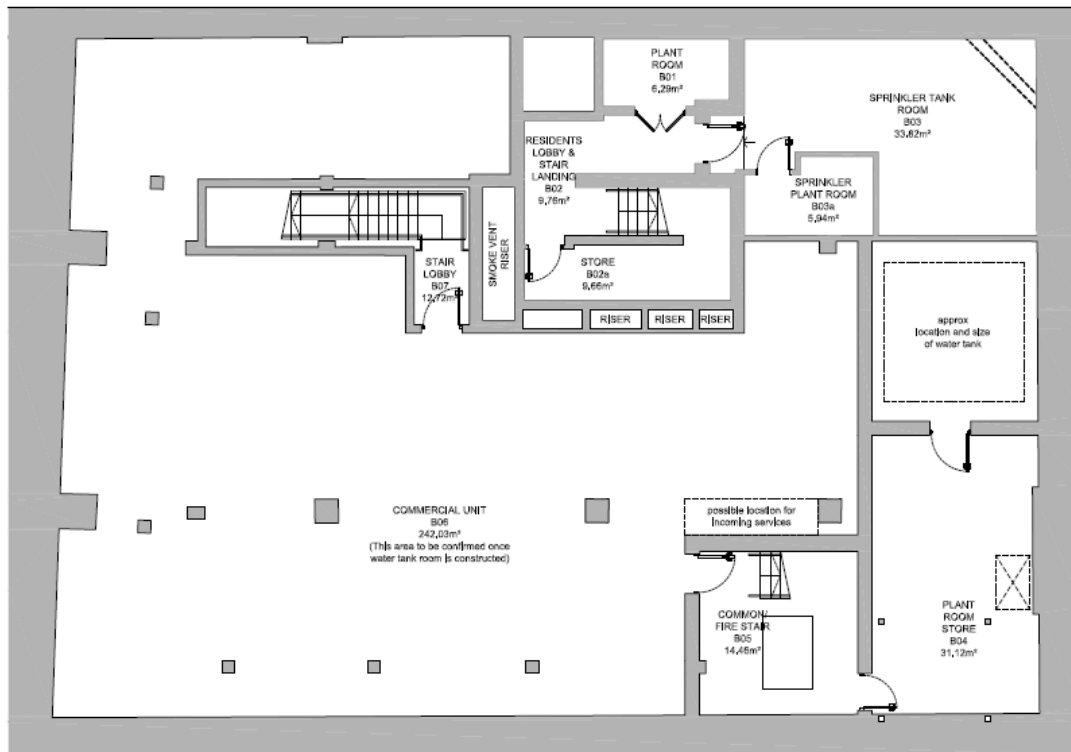 PLANT
ROOM
B01
6,29m²
SPRINKLER TANK
ROOM
B03
33,82m²
RESIDENTS
LOBBY &
STAIR
LANDING
B02
9,76m²
SPRINKLER
PLANT ROOM
B03a
5,94m²
SMOKE VENT
RISER
STAIR
LOBBY
B07
12,72m²
STORE
B02a
9,66m²
RISER
RISER
RISER
approx
location and size
of water tank
COMMERCIAL UNIT
B06
242,03m²
(This area to be confirmed once
water tank room is constructed)
possible location for
incoming services
COMMON/
FIRE STAIR
B05
14,46m²
PLANT
ROOM
STORE
B04
31,12m²